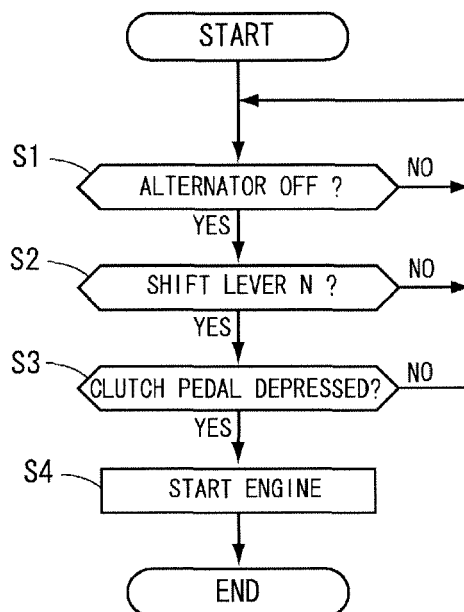 START
S1
ALTERNATOR OFF ?
NO
YES
S2
SHIFT LEVER N ?
NO
YES
S3
CLUTCH PEDAL DEPRESSED?
NO
YES
S4
START ENGINE
END